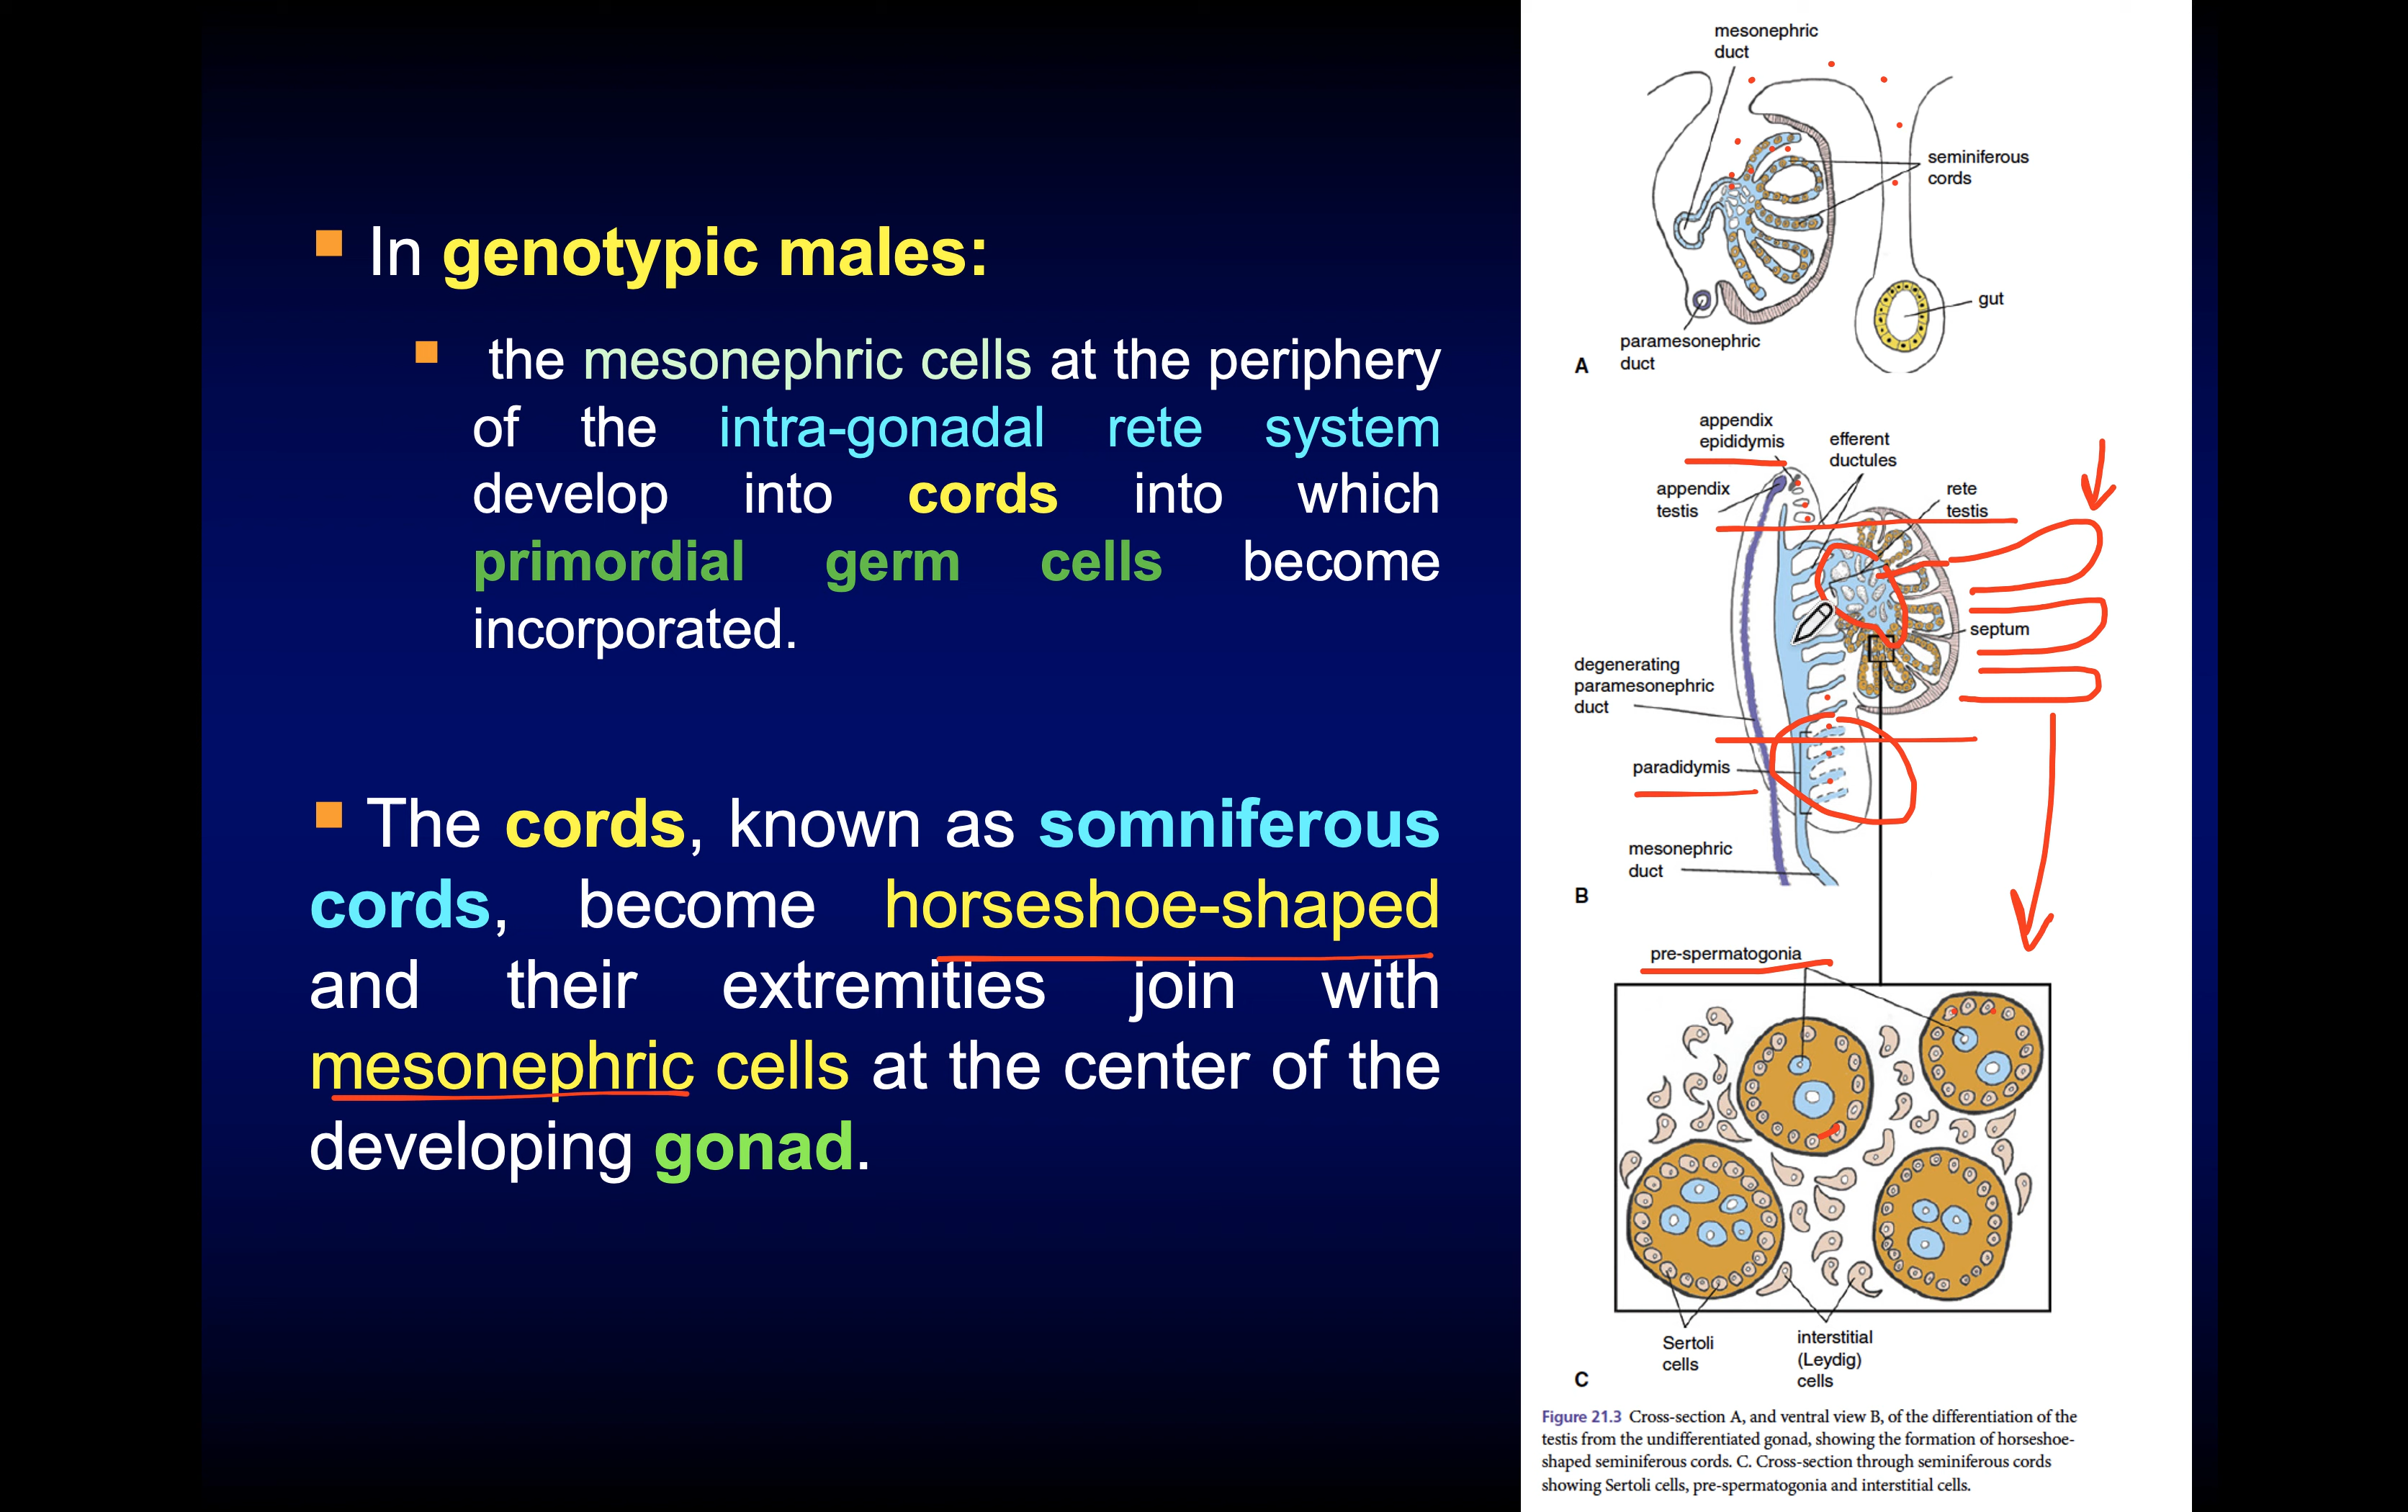 In genotypic males:
the mesonephric cells at the periphery
of the intra-gonadal rete system
develop into cords into which
primordial germ cells become
incorporated.
The cords, known as somniferous
cords, become horseshoe-shaped
and their extremities join with
mesonephric cells at the center of the
developing gonad.
mesonephric
duct
seminiferous
cords
gut
paramesonephric
duct
A
appendix
epididymis
efferent
ductules
appendix
testis
rete
testis
septum
degenerating
paramesonephric
duct
paradidymis
mesonephric
duct
B
pre-spermatogonia
Sertoli
cells
interstitial
(Leydig)
cells
C
Figure 21.3 Cross-section A, and ventral view B, of the differentiation of the
testis from the undifferentiated gonad, showing the formation of horseshoe-
shaped seminiferous cords. C. Cross-section through seminiferous cords
showing Sertoli cells, pre-spermatogonia and interstitial cells.